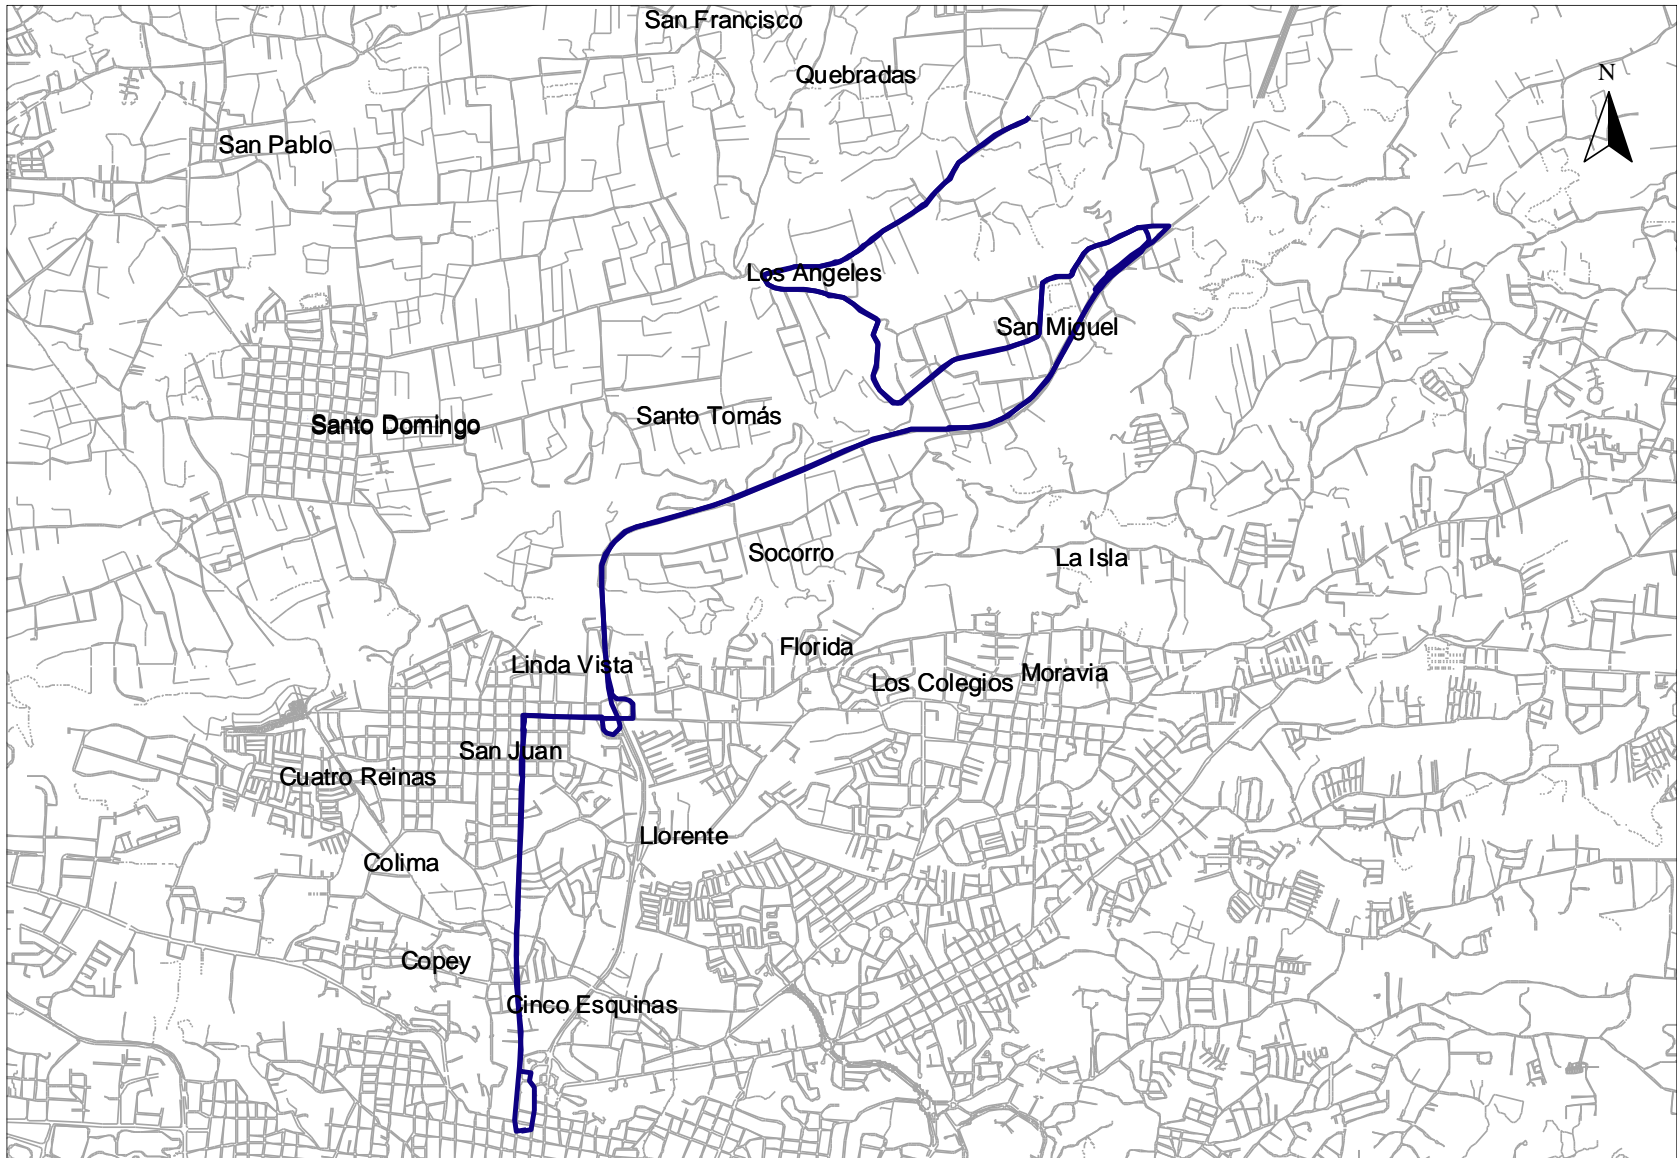 San Francisco
Quebradas
N
San Pablo
Los Angeles
San Miguel
Santo Tomás
Santo Domingo
Socorro
La Isla
Florida
Linda Vista
Moravia
Los Colegios
San Juan
Cuatro Reinas
Llorente
Colima
Copey
Cinco Esquinas